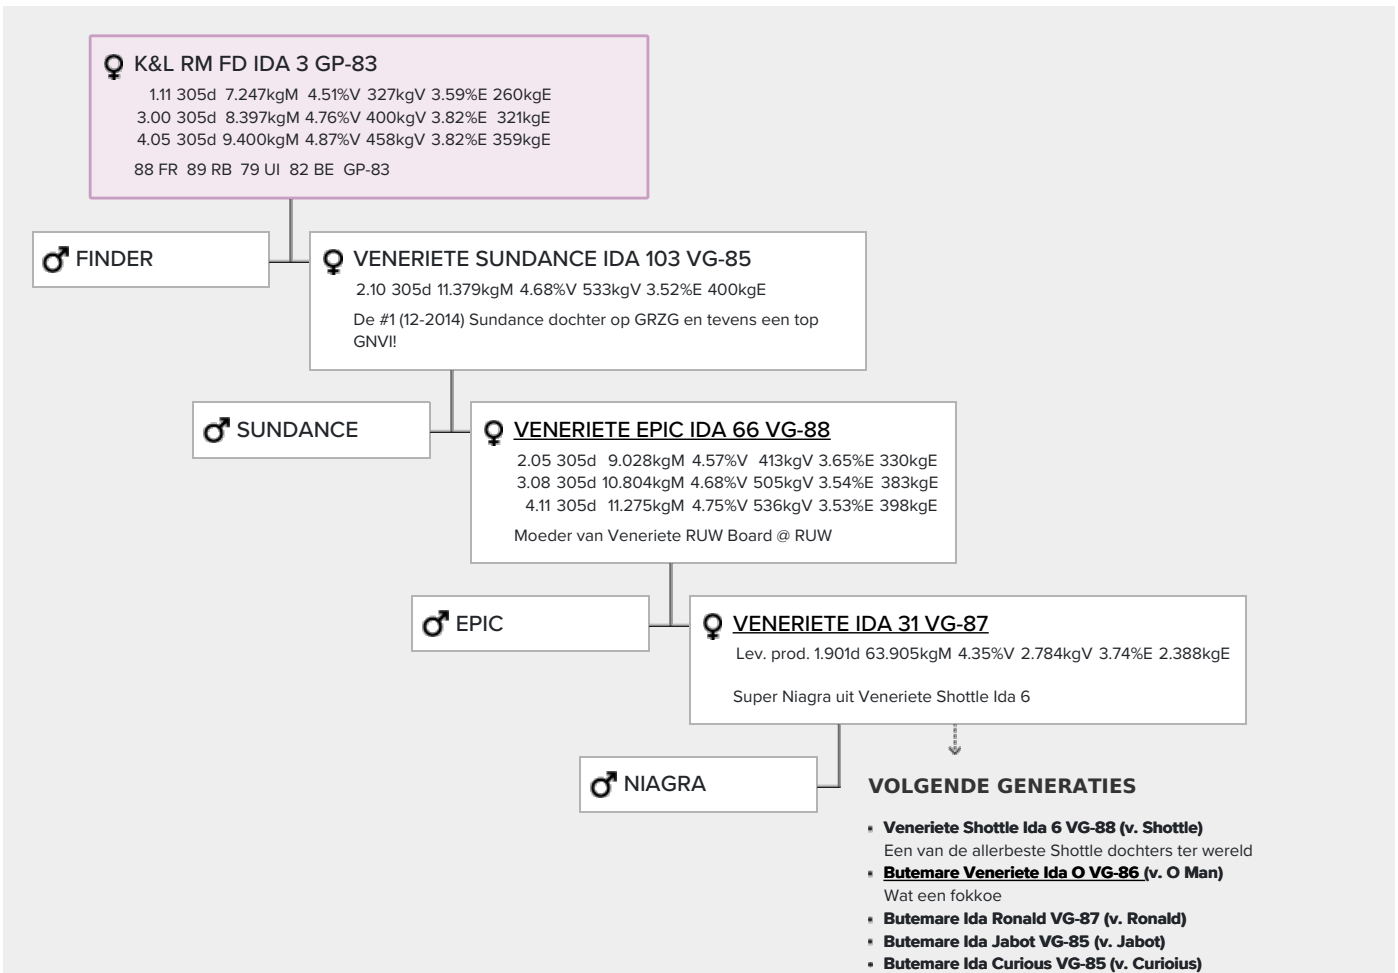 K&L RM FD IDA 3 GP-83
1.11 305d 7.247kgM 4.51%V 327kgV 3.59%E 260kgE
3.00 305d 8.397kgM 4.76%V 400kgV 3.82%E 321kgE
4.05 305d 9.400kgM 4.87%V 458kgV 3.82%E 359kgE
88 FR 89 RB 79 UI 82 BE GP-83
FINDER
VENERIETE SUNDANCE IDA 103 VG-85
2.10 305d 11.379kgM 4.68%V 533kgV 3.52%E 400kgE
De #1 (12-2014) Sundance dochter op GRZG en tevens een top
GNVI!
SUNDANCE
VENERIETE EPIC IDA 66 VG-88
2.05 305d 9.028kgM 4.57%V 413kgV 3.65%E 330kgE
3.08 305d 10.804kgM 4.68%V 505kgV 3.54%E 383kgE
4.11 305d 11.275kgM 4.75%V 536kgV 3.53%E 398kgE
Moeder van Veneriete RUW Board @ RUW
EPIC
VENERIETE IDA 31 VG-87
Lev. prod. 1.901d 63.905kgM 4.35%V 2.784kgV 3.74%E 2.388kgE
Super Niagra uit Veneriete Shottle Ida 6
NIAGRA
VOLGENDE GENERATIES
Veneriete Shottle Ida 6 VG-88 (v. Shottle)
Een van de allerbeste Shottle dochters ter wereld
Butemare Veneriete Ida O VG-86 (v. O Man)
Wat een fokkoe
Butemare Ida Ronald VG-87 (v. Ronald)
Butemare Ida Jabot VG-85 (v. Jabot)
Butemare Ida Curious VG-85 (v. Curioius)